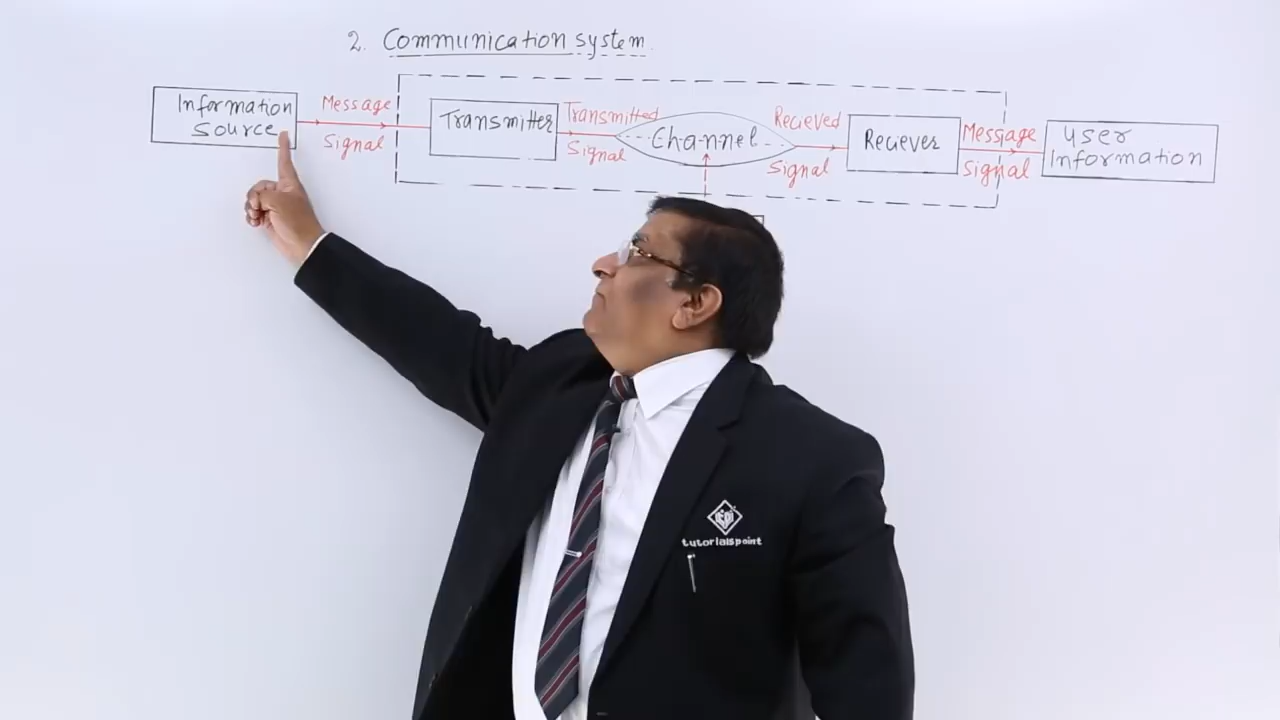 2. Communication system
Information
Source
Message
Signal
Transmitter
Transmitted
Signal
Channel
Recieved
Signal
Reciever
Message
Signal
User
Information
tutorialspoint